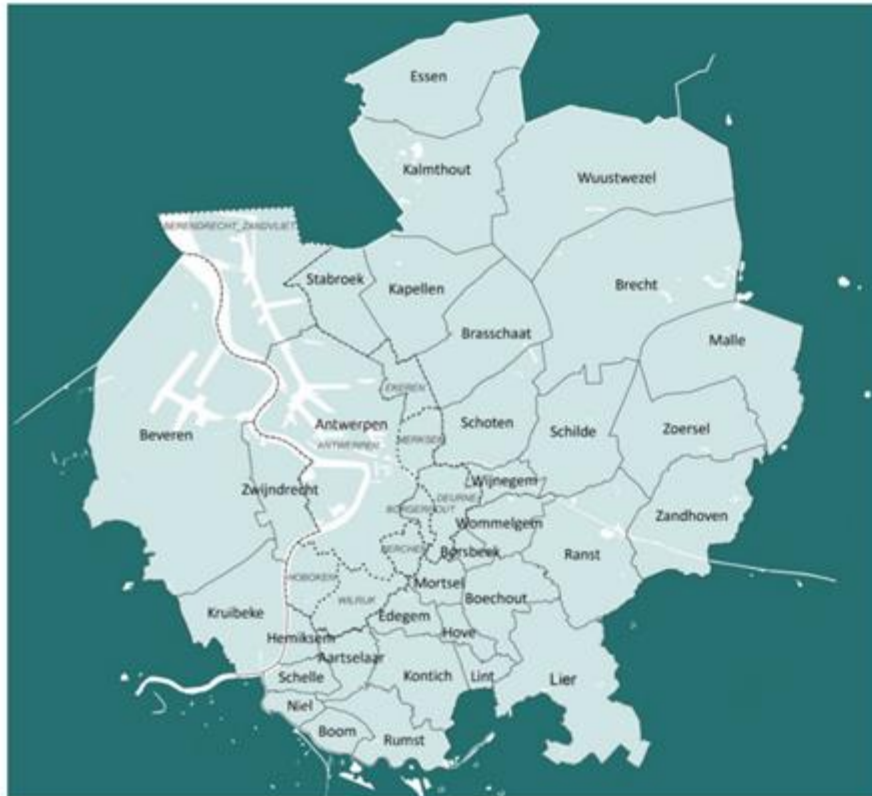 Essen
Kalmthout
Wuustwezel
BERENDRECHT_ZANDVLIET
Stabroek
Kapellen
Brecht
Brasschaat
Malle
EKEREN
Antwerpen
ANTWERPEN
MERKSEM
Schoten
Schilde
Zoersel
Beveren
Zwijndrecht
Wijnegem
DEURNE
BORGERHOUT
Wommelgem
Zandhoven
BERCHEM
Borsbeek
Ranst
HOBOKEN
Mortsel
WILRIJK
Boechout
Kruibeke
Edegem
Hemiksem
Hove
Aartselaar
Schelle
Kontich
Lint
Lier
Niel
Boom
Rumst